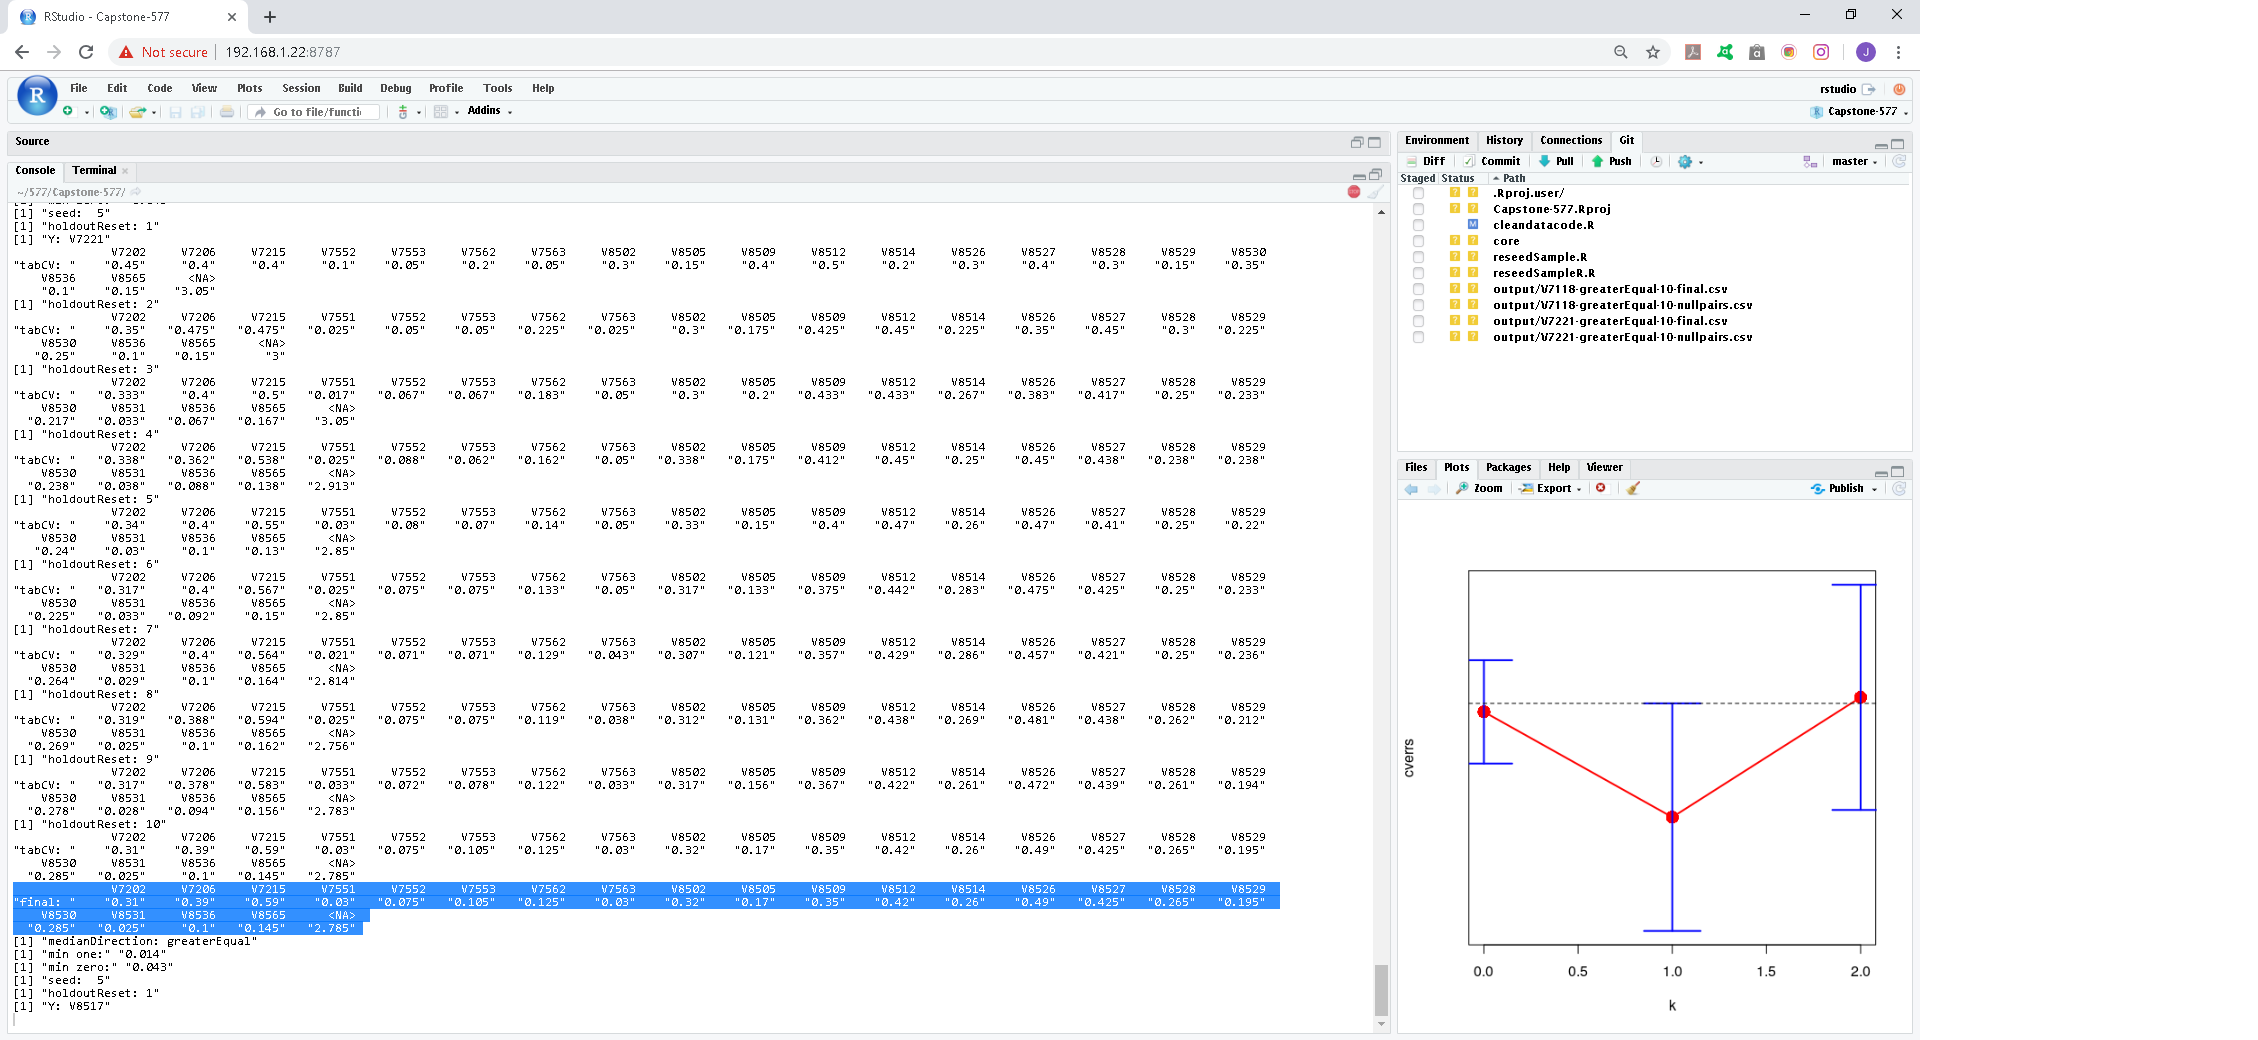 RStudio - Capstone-577
Not secure | 192.168.1.22:8787
File Edit Code View Plots Session Build Debug Profile Tools Help
rstudio
Go to file/functi Addins
Capstone-577
Source
Console Terminal
~/577/Capstone-577/
[1] "seed:  5"
[1] "holdoutReset: 1"
[1] "Y: V7221"
V7202 V7206 V7215 V7552 V7553 V7562 V7563 V8502 V8505 V8509 V8512 V8514 V8526 V8527 V8528 V8529 V8530
"tabCV: " "0.45" "0.4" "0.4" "0.1" "0.05" "0.2" "0.05" "0.3" "0.15" "0.4" "0.5" "0.2" "0.3" "0.4" "0.3" "0.15" "0.35"
V8536 V8565 <NA>
"0.1" "0.15" "3.05"
[1] "holdoutReset: 2"
V7202 V7206 V7215 V7551 V7552 V7553 V7562 V7563 V8502 V8505 V8509 V8512 V8514 V8526 V8527 V8528 V8529
"tabCV: " "0.35" "0.475" "0.475" "0.025" "0.05" "0.05" "0.225" "0.025" "0.3" "0.175" "0.425" "0.45" "0.225" "0.35" "0.45" "0.3" "0.225"
V8530 V8536 V8565 <NA>
"0.25" "0.1" "0.15" "3"
[1] "holdoutReset: 3"
V7202 V7206 V7215 V7551 V7552 V7553 V7562 V7563 V8502 V8505 V8509 V8512 V8514 V8526 V8527 V8528 V8529
"tabCV: " "0.333" "0.4" "0.5" "0.017" "0.067" "0.067" "0.183" "0.05" "0.3" "0.2" "0.433" "0.433" "0.267" "0.383" "0.417" "0.25" "0.233"
V8530 V8531 V8536 V8565 <NA>
"0.217" "0.033" "0.067" "0.167" "3.05"
[1] "holdoutReset: 4"
V7202 V7206 V7215 V7551 V7552 V7553 V7562 V7563 V8502 V8505 V8509 V8512 V8514 V8526 V8527 V8528 V8529
"tabCV: " "0.338" "0.362" "0.538" "0.025" "0.088" "0.062" "0.162" "0.05" "0.338" "0.175" "0.412" "0.45" "0.25" "0.45" "0.438" "0.238" "0.238"
V8530 V8531 V8536 V8565 <NA>
"0.238" "0.038" "0.088" "0.138" "2.913"
[1] "holdoutReset: 5"
V7202 V7206 V7215 V7551 V7552 V7553 V7562 V7563 V8502 V8505 V8509 V8512 V8514 V8526 V8527 V8528 V8529
"tabCV: " "0.34" "0.4" "0.55" "0.03" "0.08" "0.07" "0.14" "0.05" "0.33" "0.15" "0.4" "0.47" "0.26" "0.47" "0.41" "0.25" "0.22"
V8530 V8531 V8536 V8565 <NA>
"0.24" "0.03" "0.1" "0.13" "2.85"
[1] "holdoutReset: 6"
V7202 V7206 V7215 V7551 V7552 V7553 V7562 V7563 V8502 V8505 V8509 V8512 V8514 V8526 V8527 V8528 V8529
"tabCV: " "0.317" "0.4" "0.567" "0.025" "0.075" "0.075" "0.133" "0.05" "0.317" "0.133" "0.375" "0.442" "0.283" "0.475" "0.425" "0.25" "0.233"
V8530 V8531 V8536 V8565 <NA>
"0.225" "0.033" "0.092" "0.15" "2.85"
[1] "holdoutReset: 7"
V7202 V7206 V7215 V7551 V7552 V7553 V7562 V7563 V8502 V8505 V8509 V8512 V8514 V8526 V8527 V8528 V8529
"tabCV: " "0.329" "0.4" "0.564" "0.021" "0.071" "0.071" "0.129" "0.043" "0.307" "0.121" "0.357" "0.429" "0.286" "0.457" "0.421" "0.25" "0.236"
V8530 V8531 V8536 V8565 <NA>
"0.264" "0.029" "0.1" "0.164" "2.814"
[1] "holdoutReset: 8"
V7202 V7206 V7215 V7551 V7552 V7553 V7562 V7563 V8502 V8505 V8509 V8512 V8514 V8526 V8527 V8528 V8529
"tabCV: " "0.319" "0.388" "0.594" "0.025" "0.075" "0.075" "0.119" "0.038" "0.312" "0.131" "0.362" "0.438" "0.269" "0.481" "0.438" "0.262" "0.212"
V8530 V8531 V8536 V8565 <NA>
"0.269" "0.025" "0.1" "0.162" "2.756"
[1] "holdoutReset: 9"
V7202 V7206 V7215 V7551 V7552 V7553 V7562 V7563 V8502 V8505 V8509 V8512 V8514 V8526 V8527 V8528 V8529
"tabCV: " "0.317" "0.378" "0.583" "0.033" "0.072" "0.078" "0.122" "0.033" "0.317" "0.156" "0.367" "0.422" "0.261" "0.472" "0.439" "0.261" "0.194"
V8530 V8531 V8536 V8565 <NA>
"0.278" "0.028" "0.094" "0.156" "2.783"
[1] "holdoutReset: 10"
V7202 V7206 V7215 V7551 V7552 V7553 V7562 V7563 V8502 V8505 V8509 V8512 V8514 V8526 V8527 V8528 V8529
"tabCV: " "0.31" "0.39" "0.59" "0.03" "0.075" "0.105" "0.125" "0.03" "0.32" "0.17" "0.35" "0.42" "0.26" "0.49" "0.425" "0.265" "0.195"
V8530 V8531 V8536 V8565 <NA>
"0.285" "0.025" "0.1" "0.145" "2.785"
V7202 V7206 V7215 V7551 V7552 V7553 V7562 V7563 V8502 V8505 V8509 V8512 V8514 V8526 V8527 V8528 V8529
"final: " "0.31" "0.39" "0.59" "0.03" "0.075" "0.105" "0.125" "0.03" "0.32" "0.17" "0.35" "0.42" "0.26" "0.49" "0.425" "0.265" "0.195"
V8530 V8531 V8536 V8565 <NA>
"0.285" "0.025" "0.1" "0.145" "2.785"
[1] "medianDirection: greaterEqual"
[1] "min one:" "0.014"
[1] "min zero:" "0.043"
[1] "seed:  5"
[1] "holdoutReset: 1"
[1] "Y: V8517"
Environment History Connections Git
Diff Commit Pull Push master
Staged Status Path
.Rproj.user/
Capstone-577.Rproj
cleandatacode.R
core
reseedSample.R
reseedSampleR.R
output/V7118-greaterEqual-10-final.csv
output/V7118-greaterEqual-10-nullpairs.csv
output/V7221-greaterEqual-10-final.csv
output/V7221-greaterEqual-10-nullpairs.csv
Files Plots Packages Help Viewer
Zoom Export Publish
cverrs
0.0 0.5 1.0 1.5 2.0
k